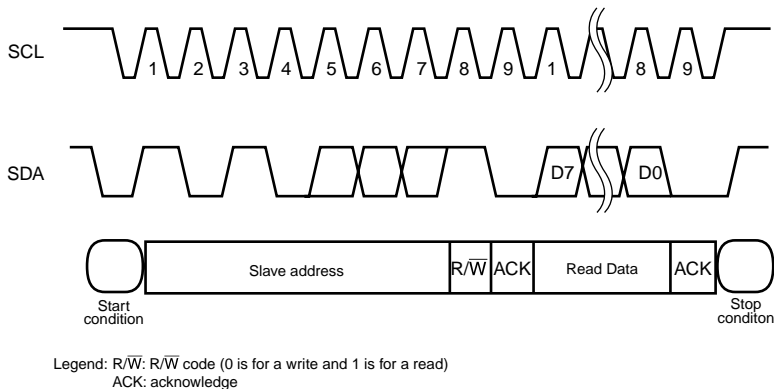 SCL
1 2 3 4 5 6 7 8 9 1 8 9
SDA
D7 D0
Slave address R/W̅ ACK Read Data ACK
Start
condition
Stop
conditon
Legend: R/W̅: R/W̅ code (0 is for a write and 1 is for a read)
ACK: acknowledge